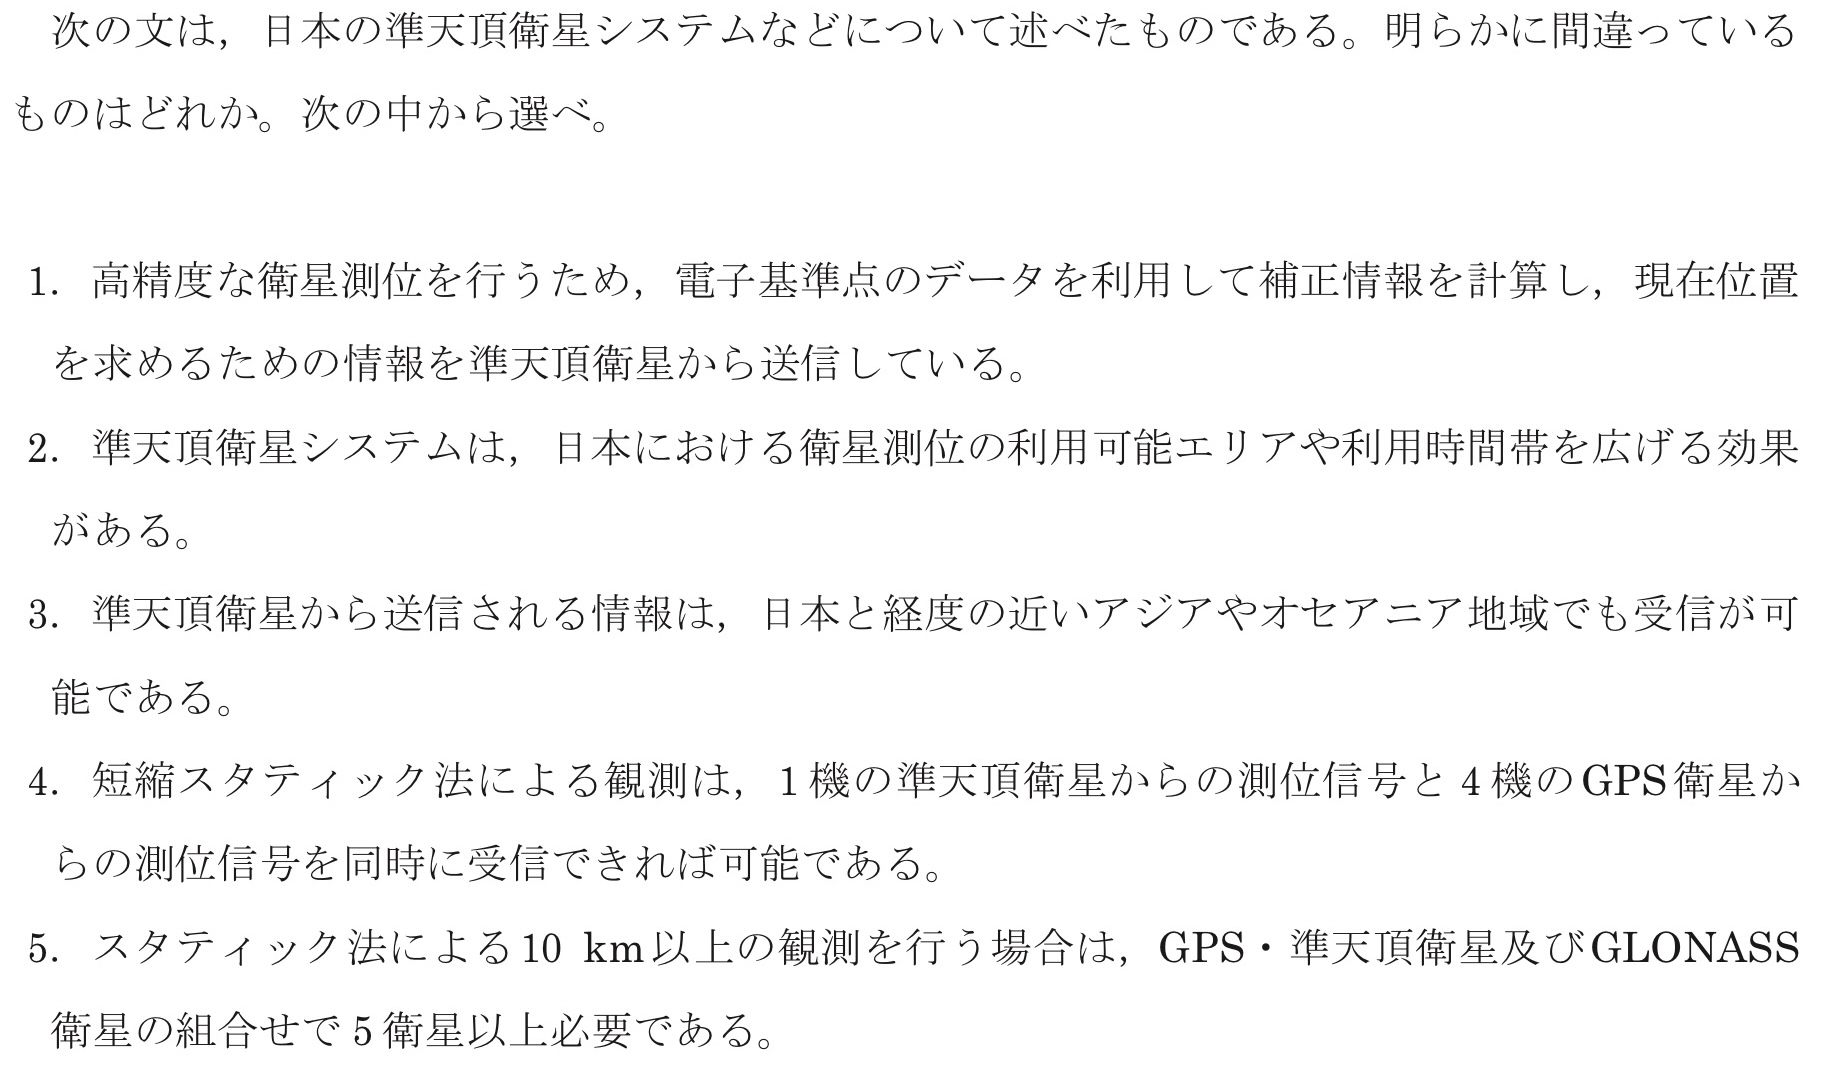 次の文は，日本の準天頂衛星システムなどについて述べたものである。明らかに間違っている
ものはどれか。次の中から選べ。
1．高精度な衛星測位を行うため，電子基準点のデータを利用して補正情報を計算し，現在位置
を求めるための情報を準天頂衛星から送信している。
2．準天頂衛星システムは，日本における衛星測位の利用可能エリアや利用時間帯を広げる効果
がある。
3．準天頂衛星から送信される情報は，日本と経度の近いアジアやオセアニア地域でも受信が可
能である。
4．短縮スタティック法による観測は，1機の準天頂衛星からの測位信号と4機のGPS衛星か
らの測位信号を同時に受信できれば可能である。
5．スタティック法による10 km以上の観測を行う場合は，GPS・準天頂衛星及びGLONASS
衛星の組合せで5衛星以上必要である。